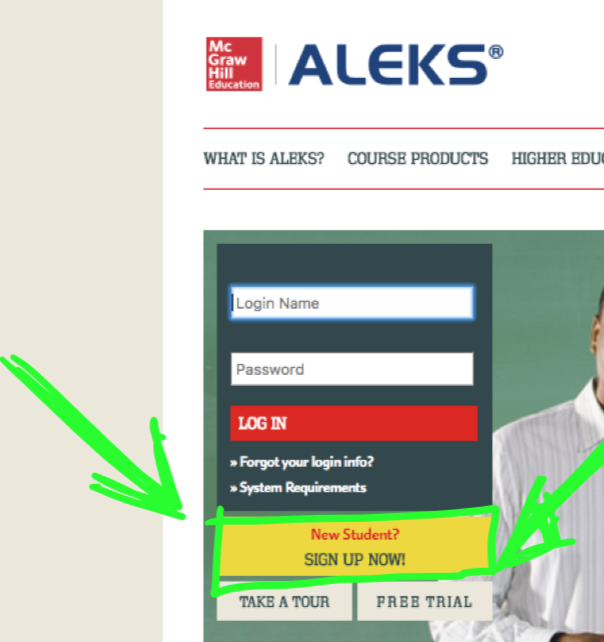 Mc
Graw
Hill
Education
ALEKS®
WHAT IS ALEKS? COURSE PRODUCTS HIGHER EDU
Login Name
Password
LOG IN
» Forgot your login info?
» System Requirements
New Student?
SIGN UP NOW!
TAKE A TOUR FREE TRIAL